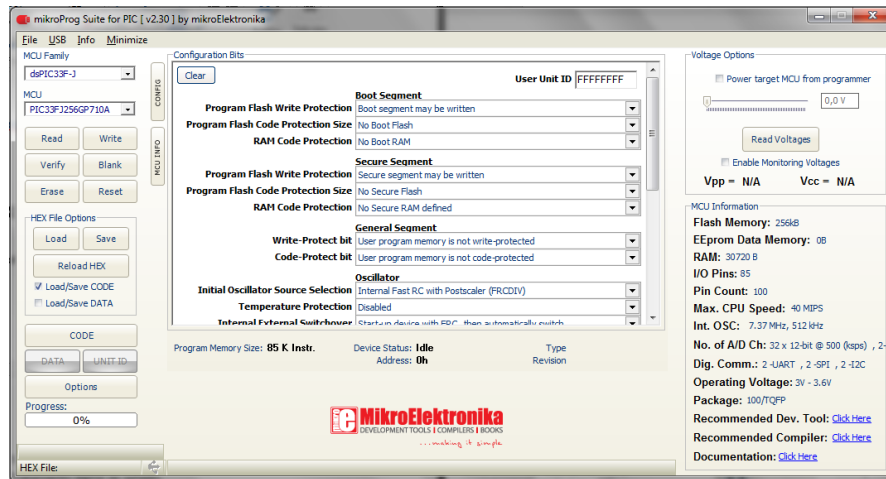 mikroProg Suite for PIC [ v2.30 ] by mikroElektronika
File USB Info Minimize
MCU Family
dsPIC33F-J
MCU
PIC33FJ256GP710A
Read Write
Verify Blank
Erase Reset
HEX File Options
Load Save
Reload HEX
Load/Save CODE
Load/Save DATA
CODE
DATA UNIT ID
Options
Progress:
0%
HEX File:
CONFIG
MCU INFO
Configuration Bits
Clear
User Unit ID FFFFFFFF
Boot Segment
Program Flash Write Protection Boot segment may be written
Program Flash Code Protection Size No Boot Flash
RAM Code Protection No Boot RAM
Secure Segment
Program Flash Write Protection Secure segment may be written
Program Flash Code Protection Size No Secure Flash
RAM Code Protection No Secure RAM defined
General Segment
Write-Protect bit User program memory is not write-protected
Code-Protect bit User program memory is not code-protected
Oscillator
Initial Oscillator Source Selection Internal Fast RC with Postscaler (FRCDIV)
Temperature Protection Disabled
Internal External Switchover Start-up device with FRC, then automatically switch
Program Memory Size: 85 K Instr. Device Status: Idle Type
Address: 0h Revision
MikroElektronika
DEVELOPMENT TOOLS | COMPILERS | BOOKS
...making it simple
Voltage Options
Power target MCU from programmer
0,0 V
Read Voltages
Enable Monitoring Voltages
Vpp = N/A Vcc = N/A
MCU Information
Flash Memory: 256kB
EEprom Data Memory: 0B
RAM: 30720 B
I/O Pins: 85
Pin Count: 100
Max. CPU Speed: 40 MIPS
Int. OSC: 7.37 MHz, 512 kHz
No. of A/D Ch: 32 x 12-bit @ 500 (ksps) , 2-
Dig. Comm.: 2 -UART , 2 -SPI , 2 -I2C
Operating Voltage: 3V - 3.6V
Package: 100/TQFP
Recommended Dev. Tool: Click Here
Recommended Compiler: Click Here
Documentation: Click Here